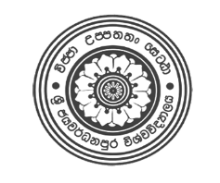 විජ්ජා උප්පතතං සෙට්ඨා
ශ්‍රී ජයවර්ධනපුර විශ්වවිද්‍යාලය